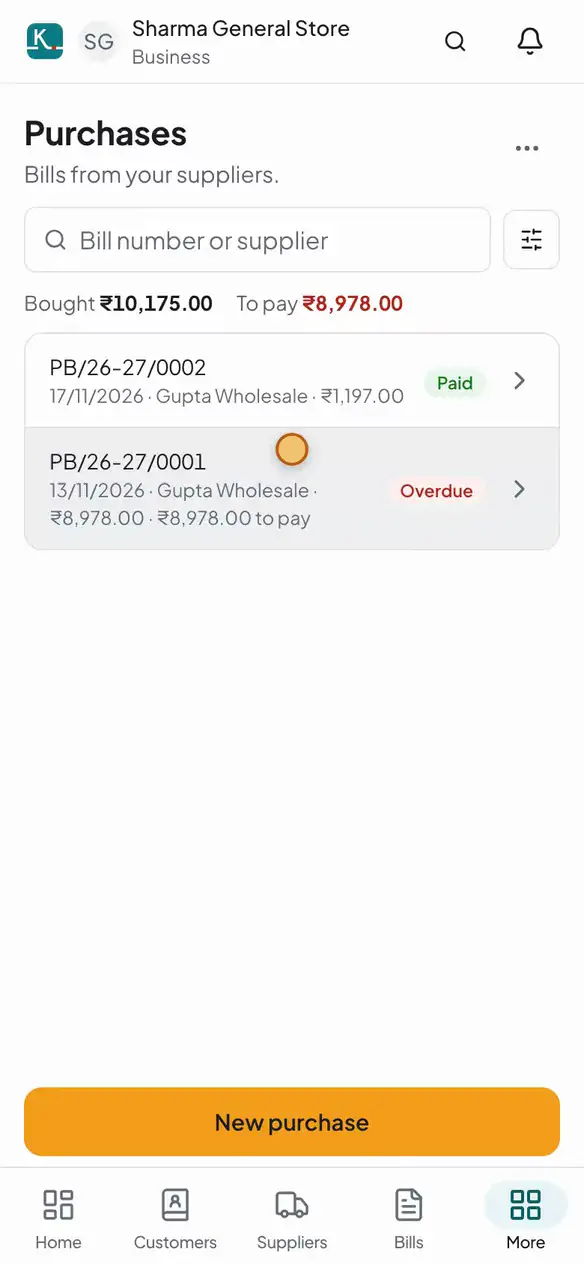 K.
SG
Sharma General Store
Business
Purchases
Bills from your suppliers.
Bill number or supplier
Bought ₹10,175.00 To pay ₹8,978.00
PB/26-27/0002
17/11/2026 · Gupta Wholesale · ₹1,197.00
Paid
PB/26-27/0001
13/11/2026 · Gupta Wholesale ·
₹8,978.00 · ₹8,978.00 to pay
Overdue
New purchase
Home
Customers
Suppliers
Bills
More